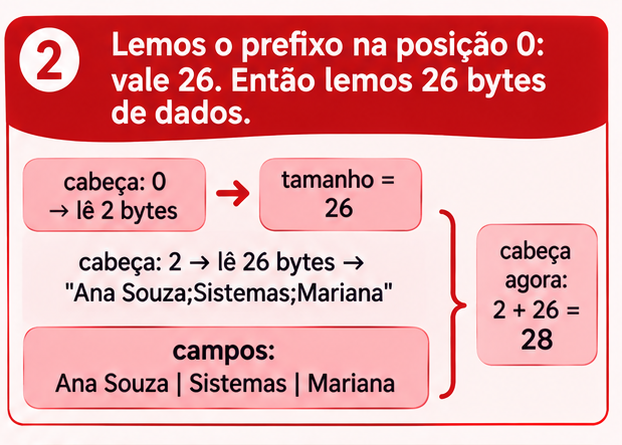 2
Lemos o prefixo na posição 0:
vale 26. Então lemos 26 bytes
de dados.
cabeça: 0
→ lê 2 bytes
→
tamanho =
26
cabeça: 2 → lê 26 bytes →
"Ana Souza;Sistemas;Mariana"
campos:
Ana Souza | Sistemas | Mariana
cabeça
agora:
2 + 26 =
28